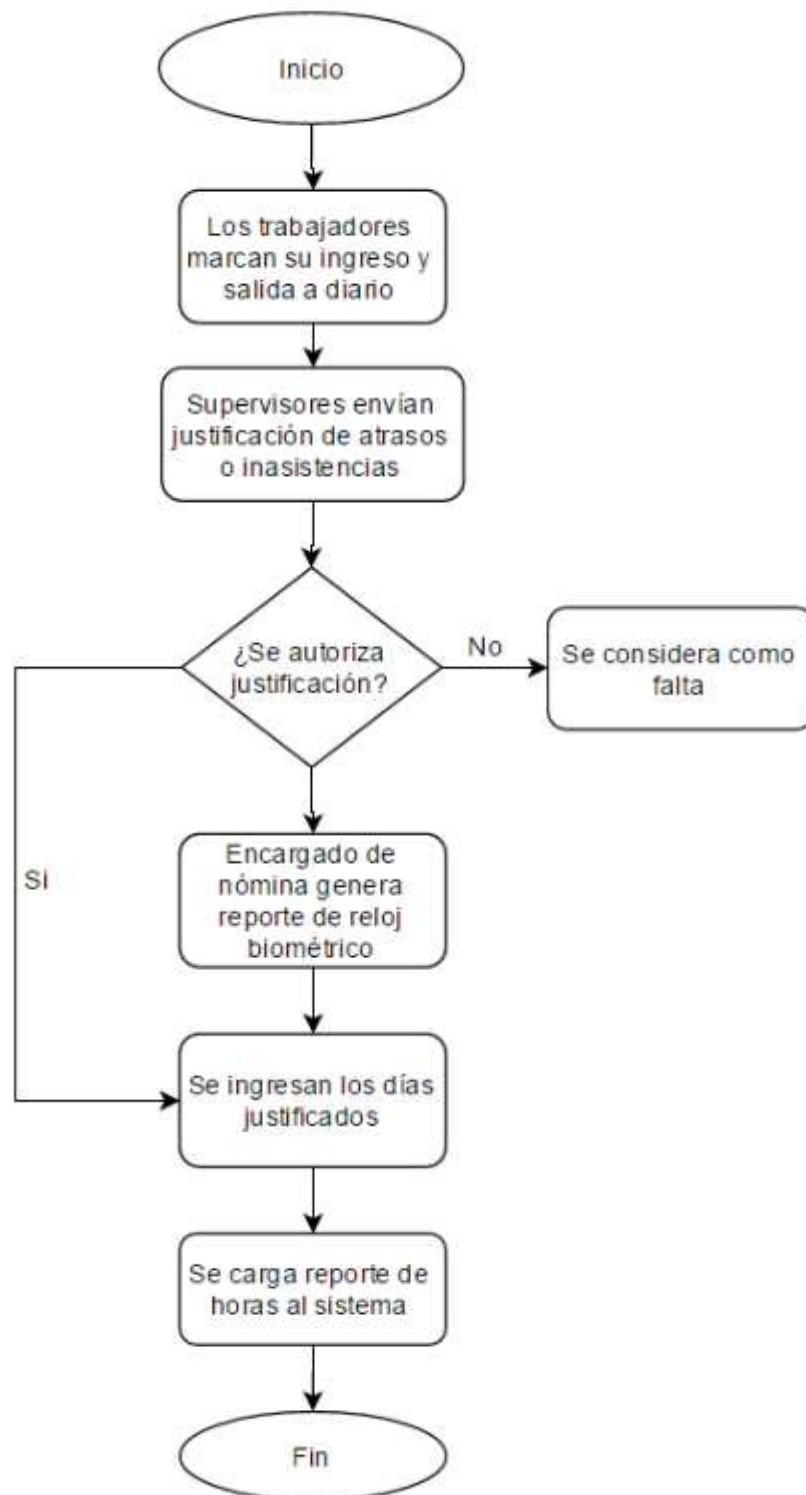 Inicio
Los trabajadores
marcan su ingreso y
salida a diario
Supervisores envían
justificación de atrasos
o inasistencias
¿Se autoriza
justificación?
No
Se considera como
falta
Si
Encargado de
nómina genera
reporte de reloj
biométrico
Se ingresan los días
justificados
Se carga reporte de
horas al sistema
Fin